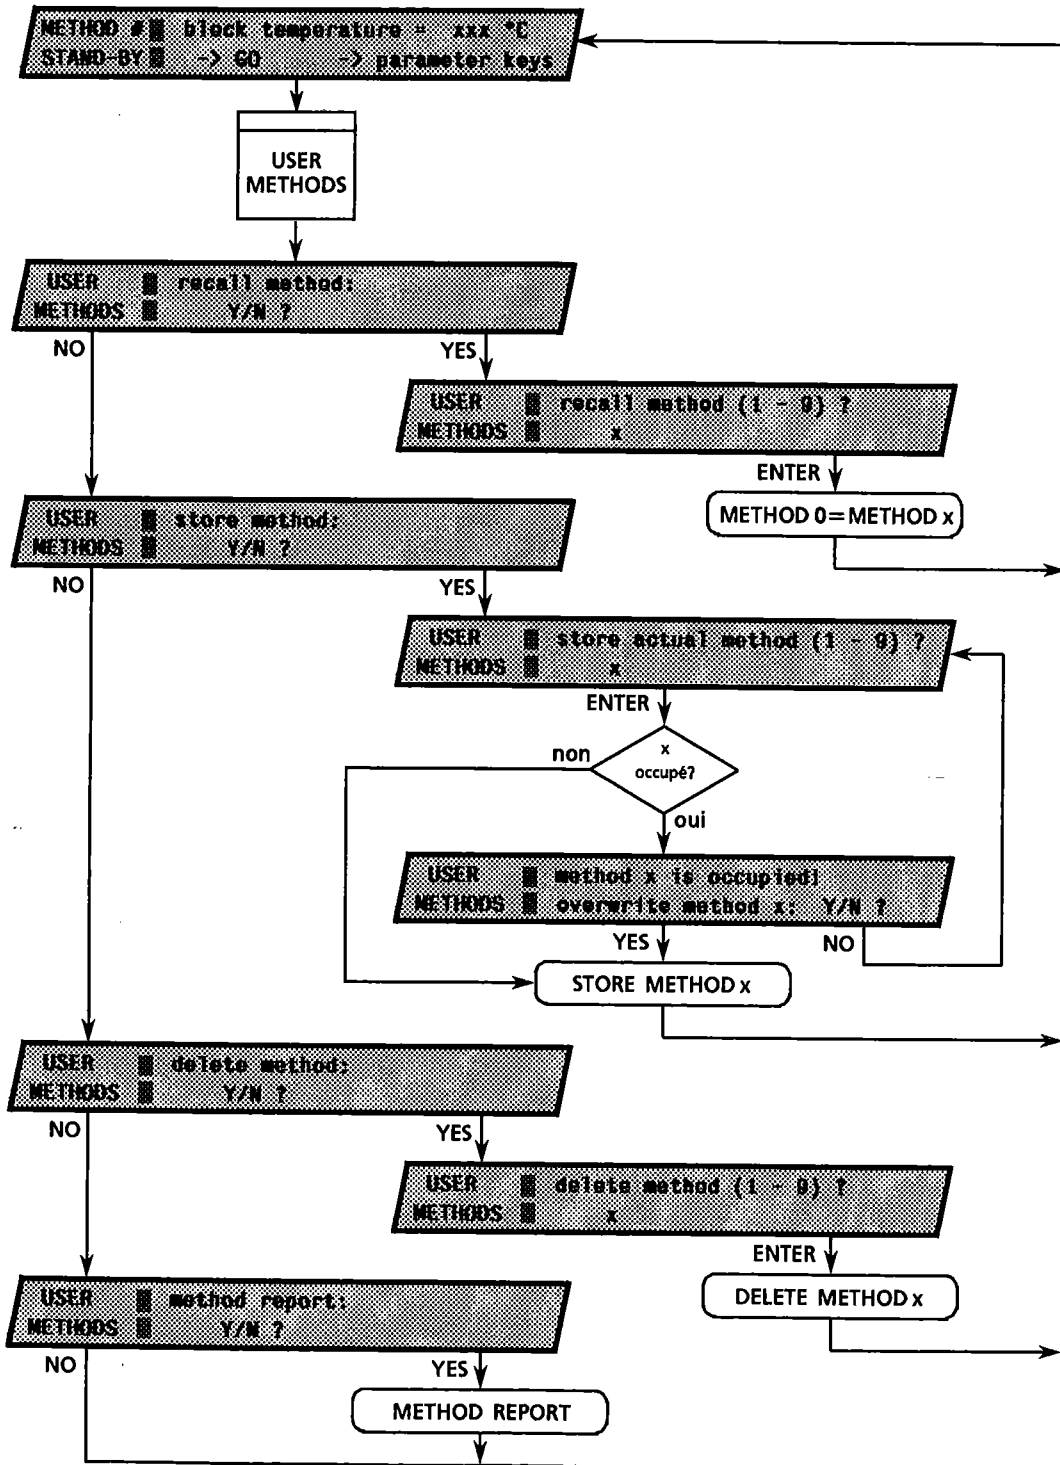 METHOD # block temperature = xxx °C
STAND-BY -> GO -> parameter keys
USER
METHODS
USER recall method:
METHODS Y/N ?
NO
YES
USER recall method (1 - 9) ?
METHODS x
ENTER
METHOD 0=METHOD x
USER store method:
METHODS Y/N ?
NO
YES
USER store actual method (1 - 9) ?
METHODS x
ENTER
x
occupé?
non
oui
USER method x is occupied!
METHODS overwrite method x: Y/N ?
YES
NO
STORE METHOD x
USER delete method:
METHODS Y/N ?
NO
YES
USER delete method (1 - 9) ?
METHODS x
ENTER
DELETE METHOD x
USER method report:
METHODS Y/N ?
NO
YES
METHOD REPORT